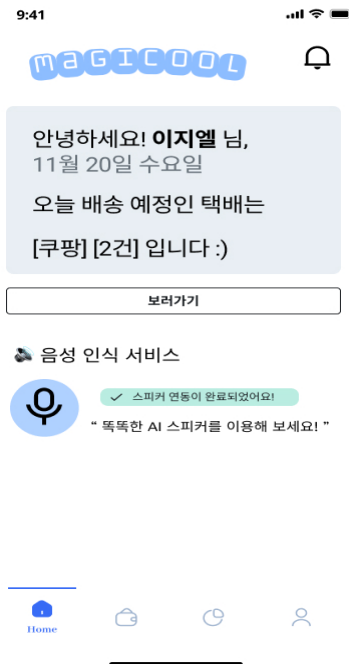 9:41
MAGICOOL
안녕하세요! 이지엘 님,
11월 20일 수요일
오늘 배송 예정인 택배는
[쿠팡] [2건] 입니다 :)
보러가기
음성 인식 서비스
스피커 연동이 완료되었어요!
“ 똑똑한 AI 스피커를 이용해 보세요! ”
Home